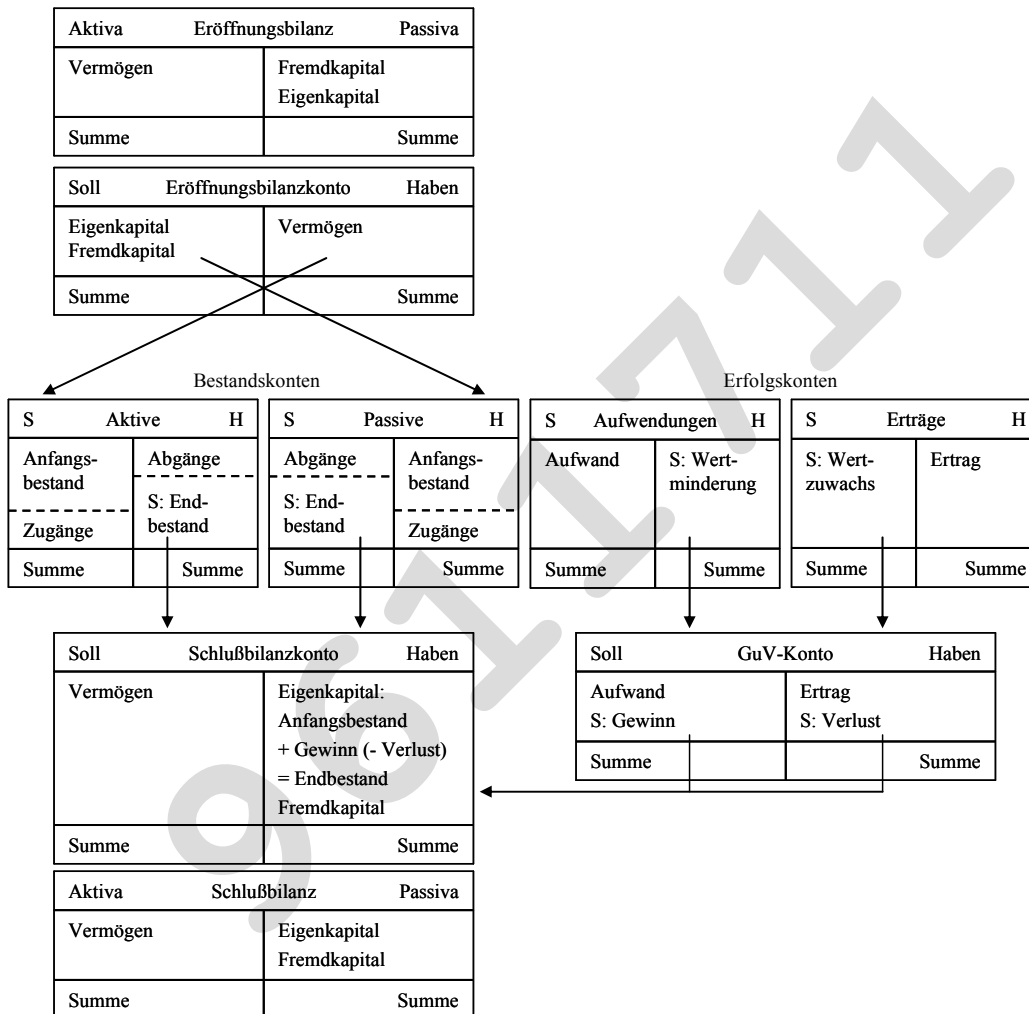 Aktiva Eröffnungsbilanz Passiva
Vermögen
Fremdkapital
Eigenkapital
Summe Summe
Soll Eröffnungsbilanzkonto Haben
Eigenkapital
Fremdkapital
Vermögen
Summe Summe
Bestandskonten
Erfolgskonten
S Aktive H
Anfangs-
bestand
Zugänge
Abgänge
S: End-
bestand
Summe Summe
S Passive H
Abgänge
S: End-
bestand
Anfangs-
bestand
Zugänge
Summe Summe
S Aufwendungen H
Aufwand
S: Wert-
minderung
Summe Summe
S Erträge H
S: Wert-
zuwachs
Ertrag
Summe Summe
Soll Schlußbilanzkonto Haben
Vermögen
Eigenkapital:
Anfangsbestand
+ Gewinn (- Verlust)
= Endbestand
Fremdkapital
Summe Summe
Soll GuV-Konto Haben
Aufwand
S: Gewinn
Ertrag
S: Verlust
Summe Summe
Aktiva Schlußbilanz Passiva
Vermögen
Eigenkapital
Fremdkapital
Summe Summe
9611711